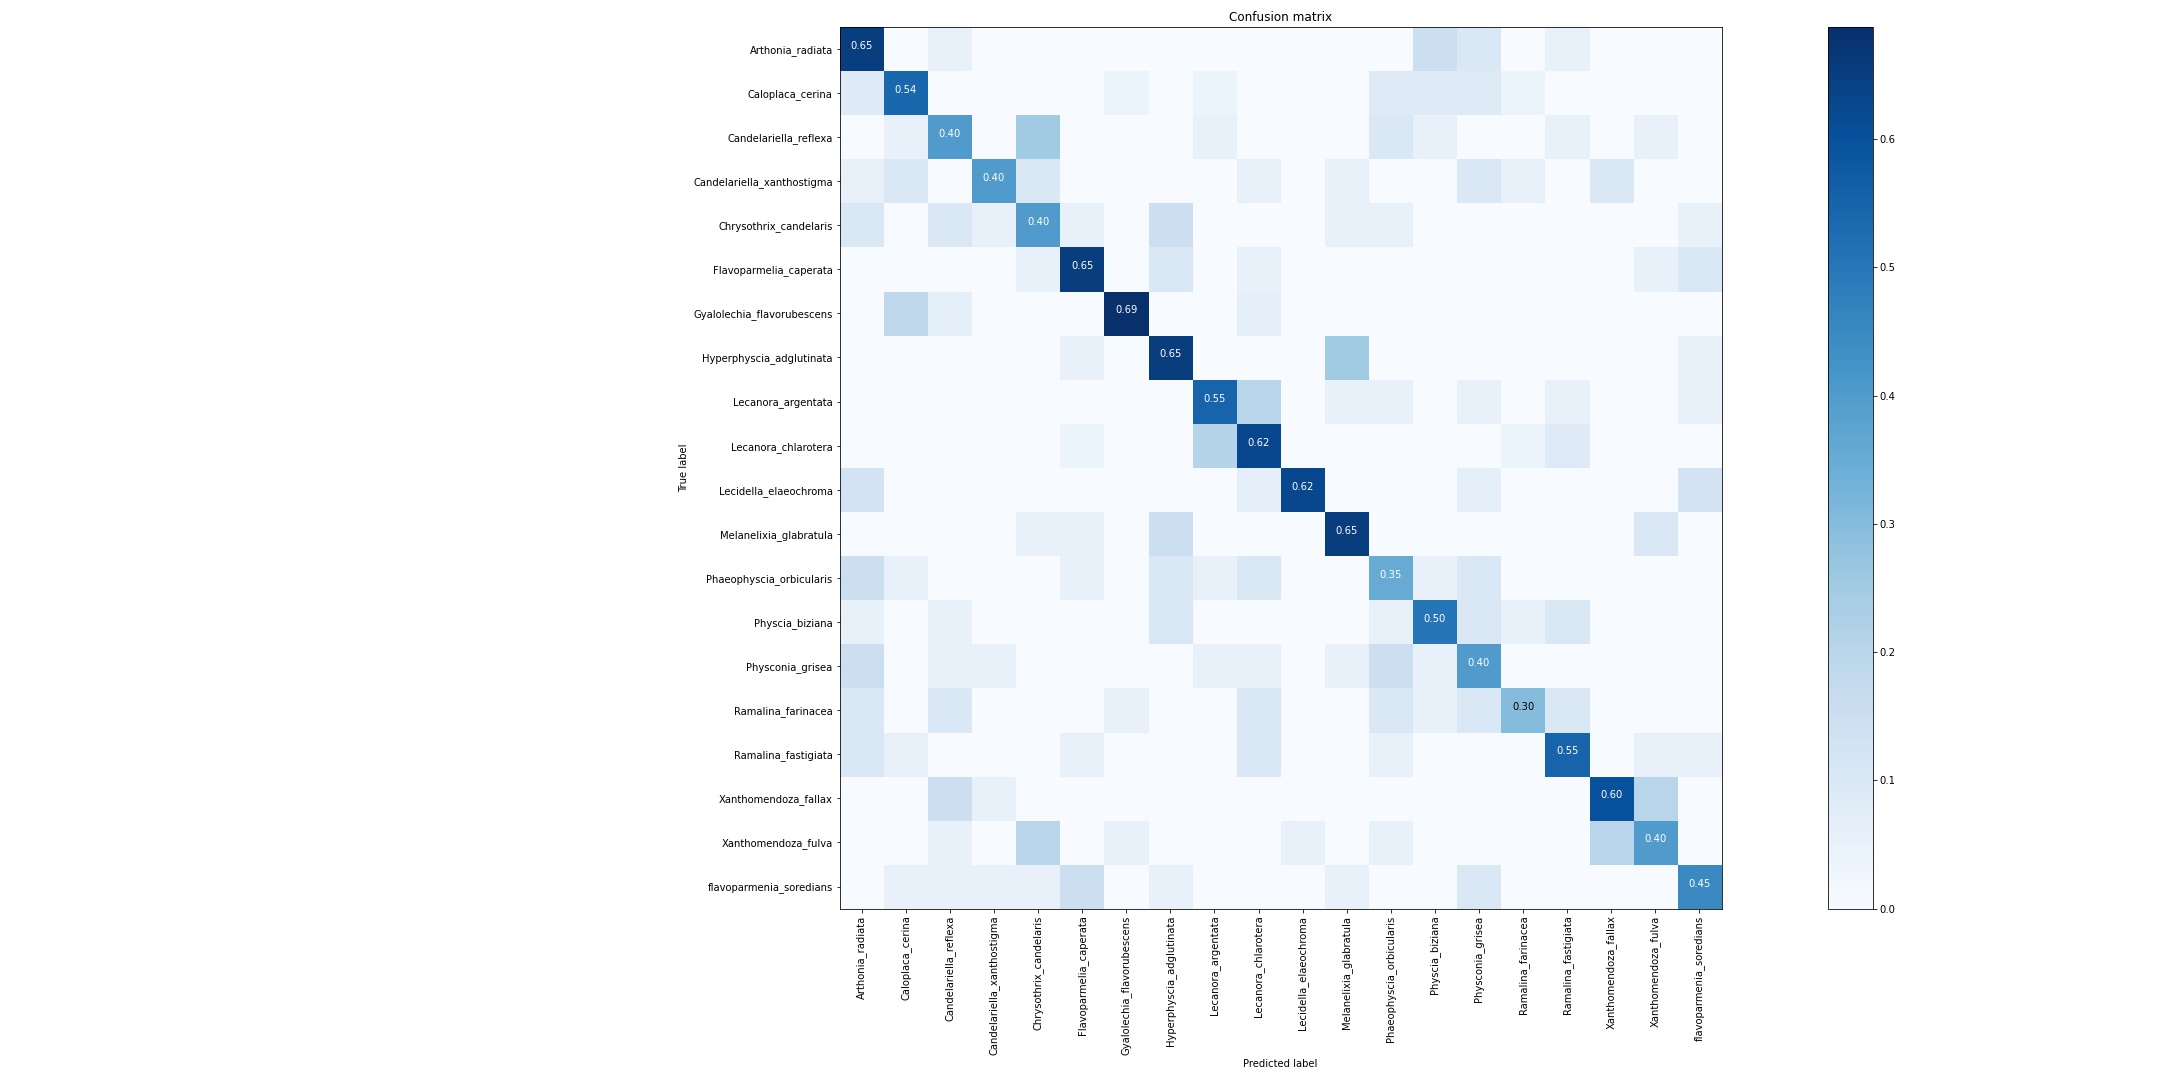 Confusion matrix
Arthonia_radiata
0.65
Caloplaca_cerina
0.54
Candelariella_reflexa
0.40
Candelariella_xanthostigma
0.40
Chrysothrix_candelaris
0.40
Flavoparmelia_caperata
0.65
Gyalolechia_flavorubescens
0.69
Hyperphyscia_adglutinata
0.65
Lecanora_argentata
0.55
Lecanora_chlarotera
0.62
Lecidella_elaeochroma
0.62
Melanelixia_glabratula
0.65
Phaeophyscia_orbicularis
0.35
Physcia_biziana
0.50
Physconia_grisea
0.40
Ramalina_farinacea
0.30
Ramalina_fastigiata
0.55
Xanthomendoza_fallax
0.60
Xanthomendoza_fulva
0.40
flavoparmenia_soredians
0.45
True label
Arthonia_radiata
Caloplaca_cerina
Candelariella_reflexa
Candelariella_xanthostigma
Chrysothrix_candelaris
Flavoparmelia_caperata
Gyalolechia_flavorubescens
Hyperphyscia_adglutinata
Lecanora_argentata
Lecanora_chlarotera
Lecidella_elaeochroma
Melanelixia_glabratula
Phaeophyscia_orbicularis
Physcia_biziana
Physconia_grisea
Ramalina_farinacea
Ramalina_fastigiata
Xanthomendoza_fallax
Xanthomendoza_fulva
flavoparmenia_soredians
Predicted label
0.6
0.5
0.4
0.3
0.2
0.1
0.0